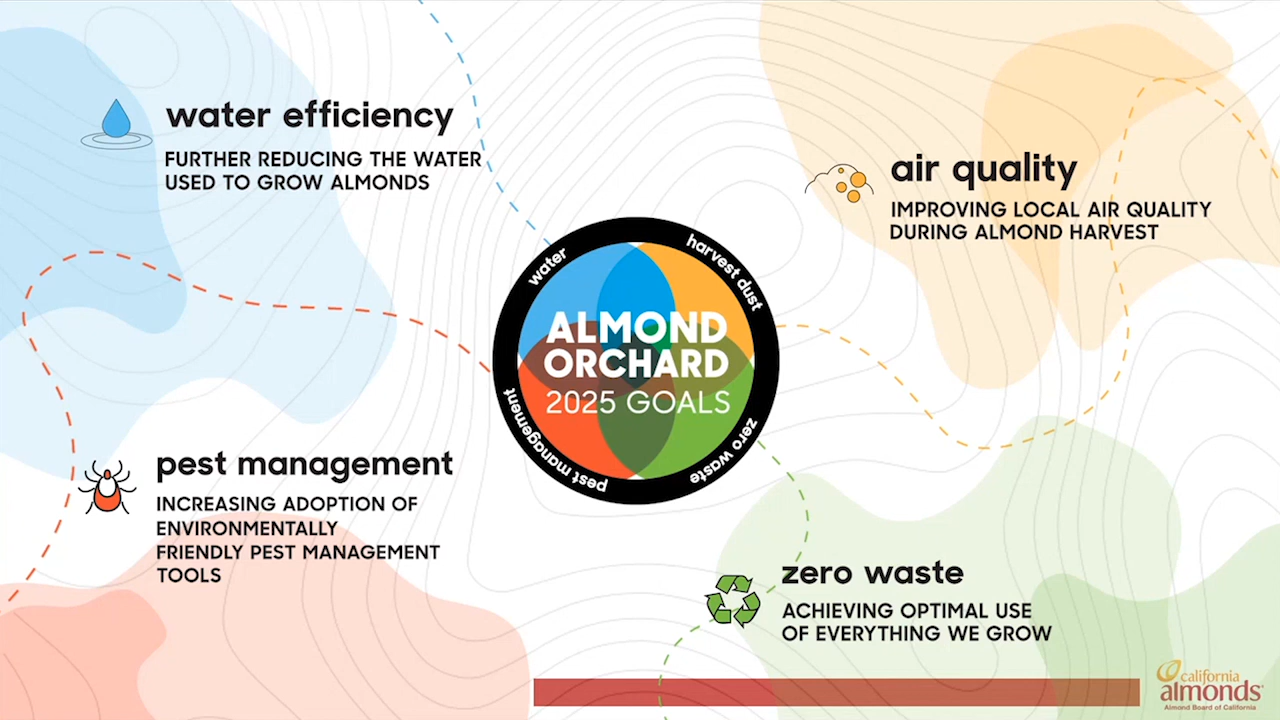 water efficiency
FURTHER REDUCING THE WATER
USED TO GROW ALMONDS
air quality
IMPROVING LOCAL AIR QUALITY
DURING ALMOND HARVEST
water
harvest dust
ALMOND
ORCHARD
2025 GOALS
pest management
zero waste
pest management
INCREASING ADOPTION OF
ENVIRONMENTALLY
FRIENDLY PEST MANAGEMENT
TOOLS
zero waste
ACHIEVING OPTIMAL USE
OF EVERYTHING WE GROW
california
almonds
Almond Board of California